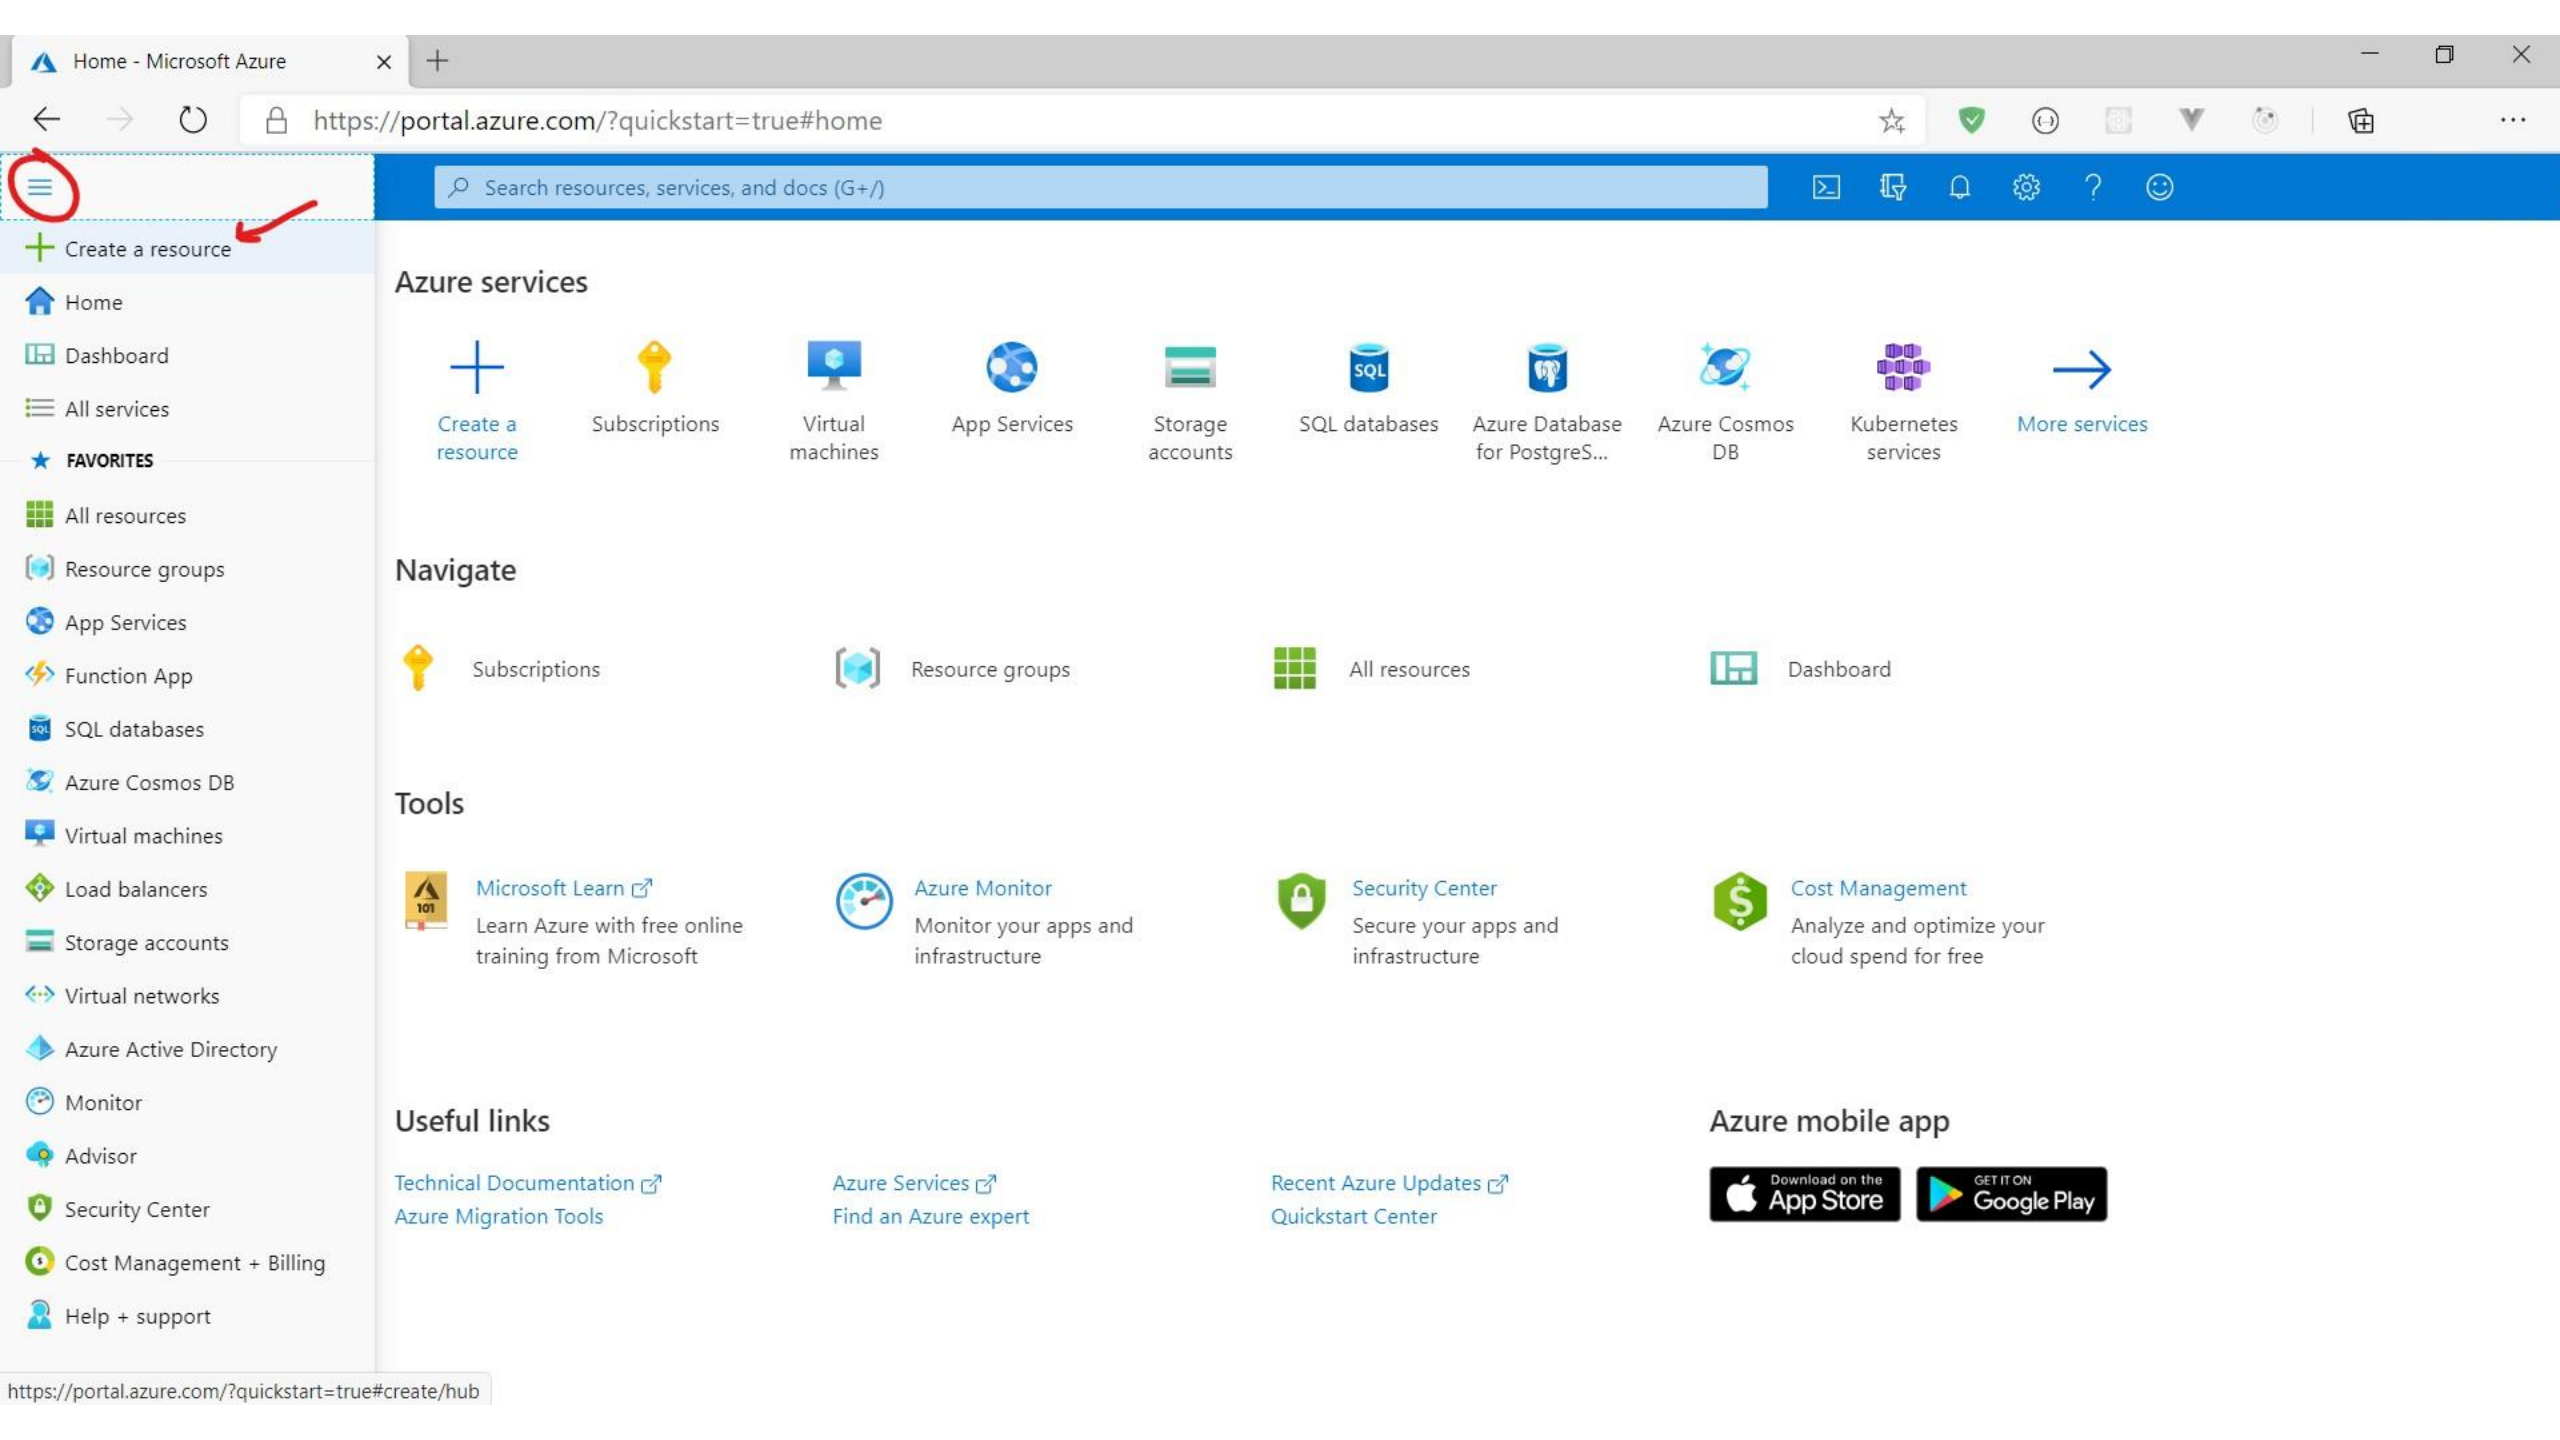 Home - Microsoft Azure
https://portal.azure.com/?quickstart=true#home
Search resources, services, and docs (G+/)
Create a resource
Home
Dashboard
All services
FAVORITES
All resources
Resource groups
App Services
Function App
SQL
SQL databases
Azure Cosmos DB
Virtual machines
Load balancers
Storage accounts
Virtual networks
Azure Active Directory
Monitor
Advisor
Security Center
Cost Management + Billing
Help + support
https://portal.azure.com/?quickstart=true#create/hub
Azure services
Create a
resource
Subscriptions
Virtual
machines
App Services
Storage
accounts
SQL
SQL databases
Azure Database
for PostgreS...
Azure Cosmos
DB
Kubernetes
services
More services
Navigate
Subscriptions
Resource groups
All resources
Dashboard
Tools
101
Microsoft Learn
Learn Azure with free online
training from Microsoft
Azure Monitor
Monitor your apps and
infrastructure
Security Center
Secure your apps and
infrastructure
$
Cost Management
Analyze and optimize your
cloud spend for free
Useful links
Technical Documentation
Azure Migration Tools
Azure Services
Find an Azure expert
Recent Azure Updates
Quickstart Center
Azure mobile app
Download on the
App Store
GET IT ON
Google Play